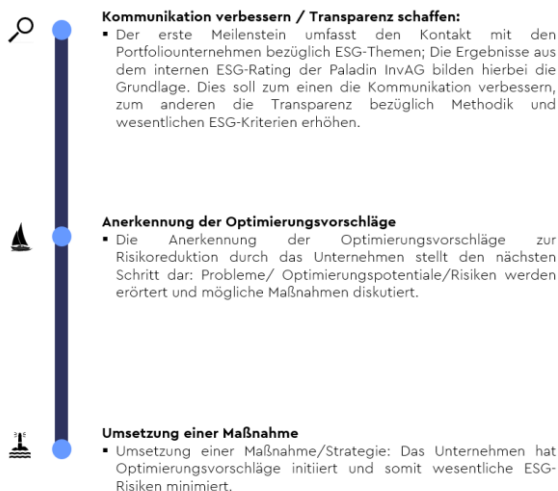 Kommunikation verbessern / Transparenz schaffen:
▪ Der erste Meilenstein umfasst den Kontakt mit den
Portfoliounternehmen bezüglich ESG-Themen; Die Ergebnisse aus
dem internen ESG-Rating der Paladin InvAG bilden hierbei die
Grundlage. Dies soll zum einen die Kommunikation verbessern,
zum anderen die Transparenz bezüglich Methodik und
wesentlichen ESG-Kriterien erhöhen.
Anerkennung der Optimierungsvorschläge
▪ Die Anerkennung der Optimierungsvorschläge zur
Risikoreduktion durch das Unternehmen stellt den nächsten
Schritt dar: Probleme/ Optimierungspotentiale/Risiken werden
erörtert und mögliche Maßnahmen diskutiert.
Umsetzung einer Maßnahme
▪ Umsetzung einer Maßnahme/Strategie: Das Unternehmen hat
Optimierungsvorschläge initiiert und somit wesentliche ESG-
Risiken minimiert.